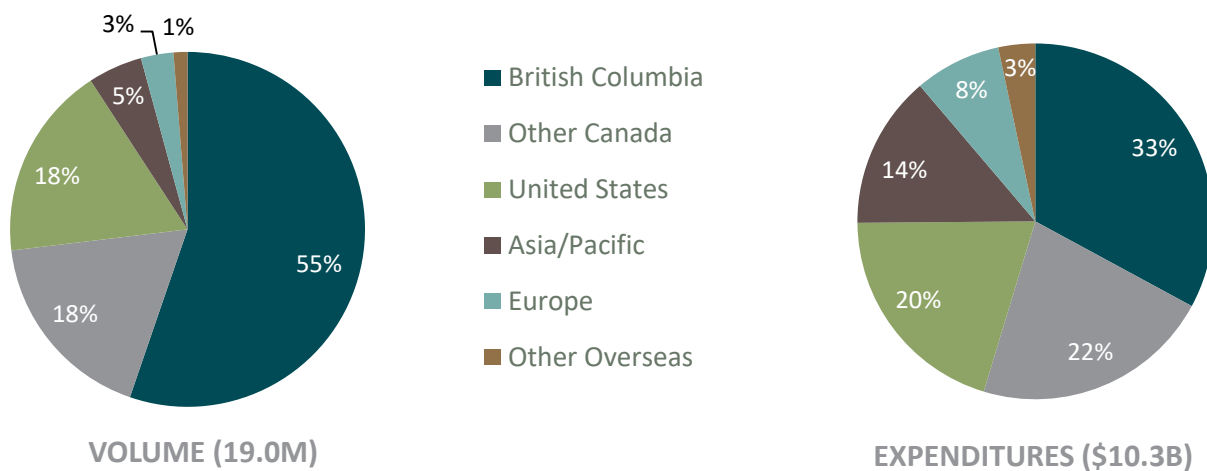 3% 1%
5%
18%
18%
55%
VOLUME (19.0M)
British Columbia
Other Canada
United States
Asia/Pacific
Europe
Other Overseas
3%
8%
14%
20%
22%
33%
EXPENDITURES ($10.3B)